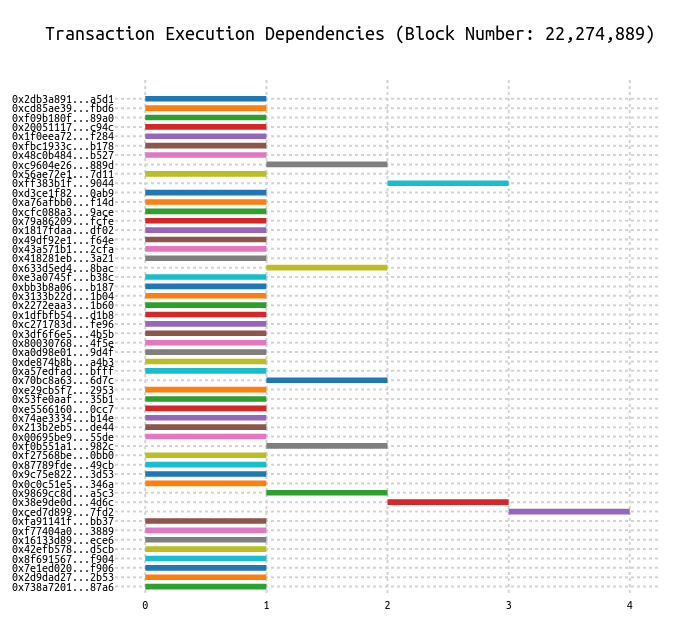 Transaction Execution Dependencies (Block Number: 22,274,889)
0x2db3a891...a5d1
0xcd85ae39...fbd6
0xf09b180f...89a0
0x20051117...c94c
0x1f0eea72...f284
0xfbc1933c...b178
0x48c0b484...b527
0xc9604e26...889d
0x56ae72e1...7d11
0xff383b1f...9044
0xd3ce1f82...0ab9
0xa76afbb0...f14d
0xcfc088a3...9ace
0x79a86209...fcfe
0x1817fdaa...df02
0x49df92e1...f64e
0x43a571b1...2cfa
0x418281eb...3a21
0x633d5ed4...8bac
0xe3a0745f...b38c
0xbb3b8a06...b187
0x3133b22d...1b04
0x2272eaa3...1b60
0x1dfbfb54...d1b8
0xc271783d...fe96
0x3df6f6e5...4b5b
0x80030768...4f5e
0xa0d98e01...9d4f
0xde874b8b...a4b3
0xa57edfad...bfff
0x70bc8a63...6d7c
0xe29cb5f7...2953
0x53fe0aaf...35b1
0xe5566160...0cc7
0x74ae3334...b14e
0x213b2eb5...de44
0x00695be9...55de
0xf0b551a1...982c
0xf27568be...0bb0
0x87789fde...49cb
0x9c75e822...3d53
0x0c0c51e5...346a
0x9869cc8d...a5c3
0x38e9de0d...4d6c
0xced7d899...7fd2
0xfa91141f...bb37
0xf77404a0...3889
0x16133d89...ece6
0x42efb578...d5cb
0x8f691567...f904
0x7e1ed020...f906
0x2d9dad27...2b53
0x738a7201...87a6
0 1 2 3 4